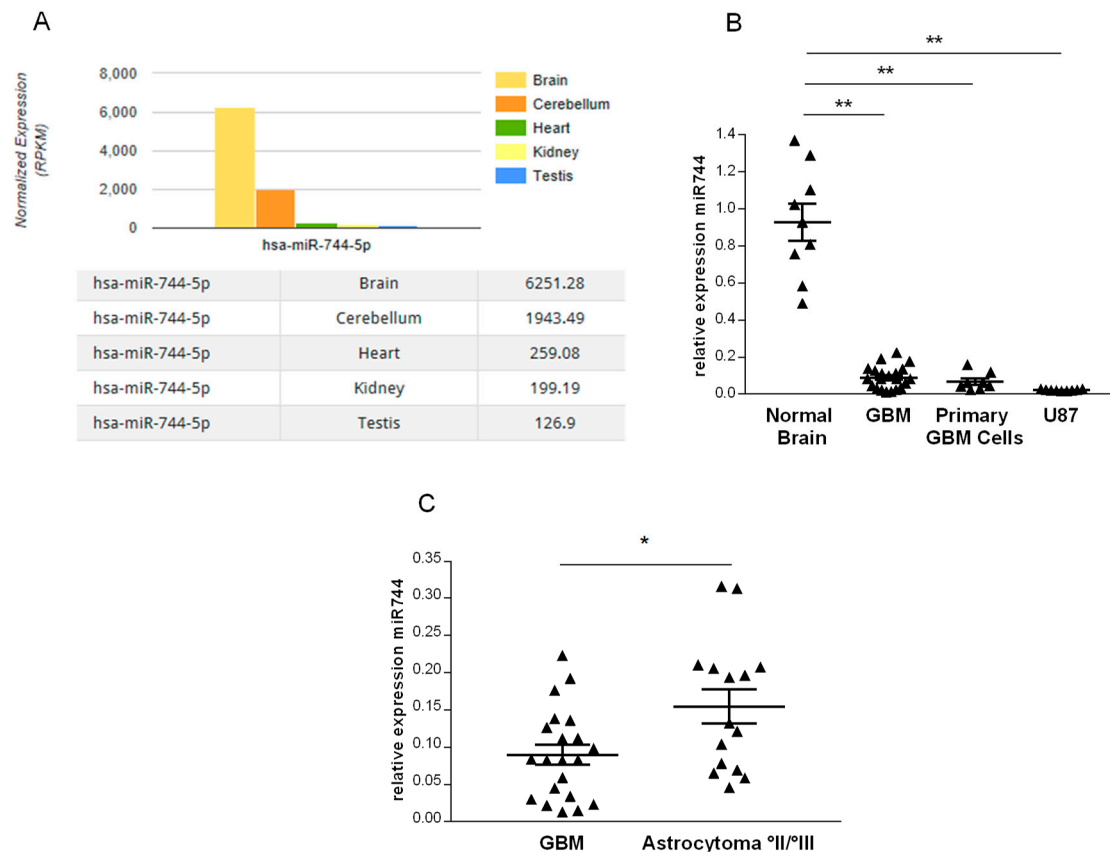 A
Normalized Expression
(RPKM)
8,000
6,000
4,000
2,000
0
hsa-miR-744-5p
Brain
Cerebellum
Heart
Kidney
Testis
hsa-miR-744-5p Brain 6251.28
hsa-miR-744-5p Cerebellum 1943.49
hsa-miR-744-5p Heart 259.08
hsa-miR-744-5p Kidney 199.19
hsa-miR-744-5p Testis 126.9
B
**
**
**
relative expression miR744
1.4
1.2
1.0
0.8
0.6
0.4
0.2
0.0
Normal
Brain
GBM
Primary
GBM Cells
U87
C
*
relative expression miR744
0.35
0.30
0.25
0.20
0.15
0.10
0.05
0.00
GBM
Astrocytoma °II/°III